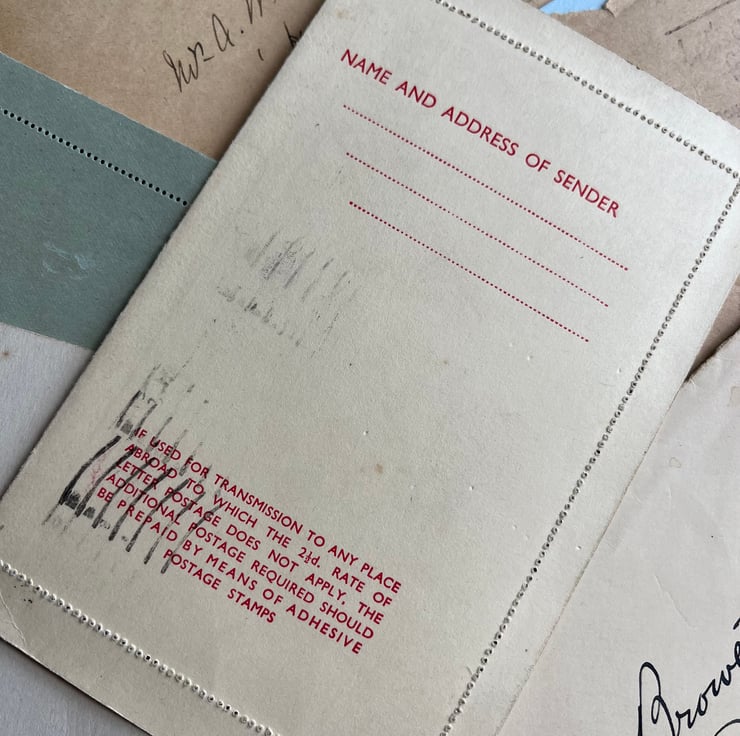 Mrs A.
NAME AND ADDRESS OF SENDER
IF USED FOR TRANSMISSION TO ANY PLACE
ABROAD TO WHICH THE 2½d. RATE OF
LETTER POSTAGE DOES NOT APPLY, THE
ADDITIONAL POSTAGE REQUIRED SHOULD
BE PREPAID BY MEANS OF ADHESIVE
POSTAGE STAMPS